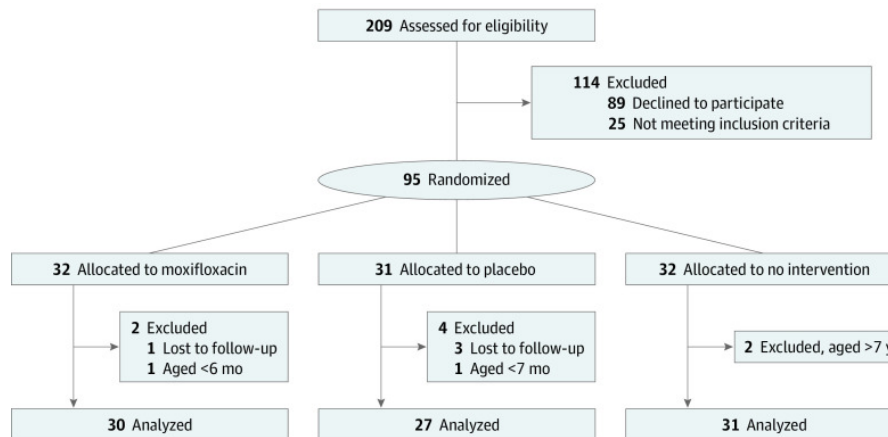 209 Assessed for eligibility
114 Excluded
89 Declined to participate
25 Not meeting inclusion criteria
95 Randomized
32 Allocated to moxifloxacin
31 Allocated to placebo
32 Allocated to no intervention
2 Excluded
1 Lost to follow-up
1 Aged <6 mo
4 Excluded
3 Lost to follow-up
1 Aged <7 mo
2 Excluded, aged >7 y
30 Analyzed
27 Analyzed
31 Analyzed